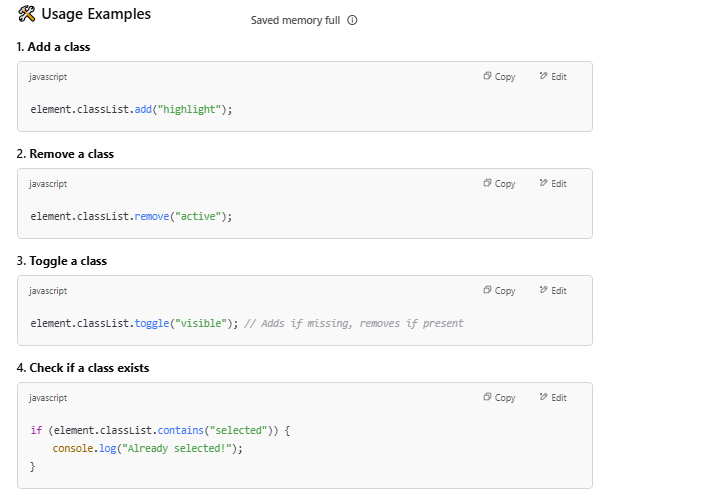 🛠 Usage Examples
Saved memory full
1. Add a class
javascript
Copy
Edit
element.classList.add("highlight");
2. Remove a class
javascript
Copy
Edit
element.classList.remove("active");
3. Toggle a class
javascript
Copy
Edit
element.classList.toggle("visible"); // Adds if missing, removes if present
4. Check if a class exists
javascript
Copy
Edit
if (element.classList.contains("selected")) {
    console.log("Already selected!");
}